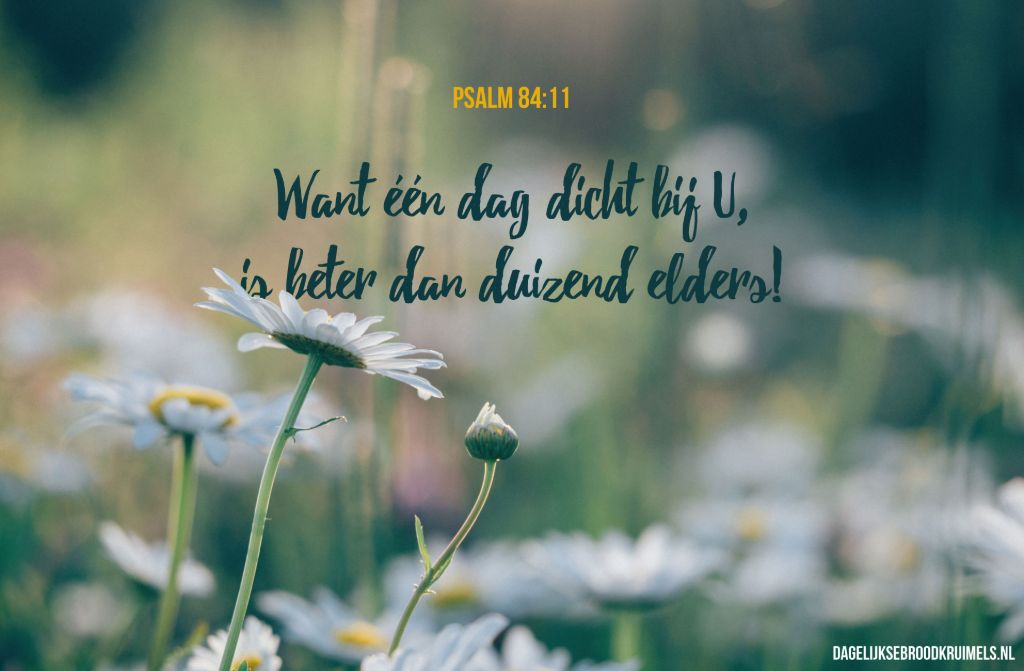 PSALM 84:11
Want één dag dicht bij U,
is beter dan duizend elders!
DAGELIJKSEBROODKRUIMELS.NL